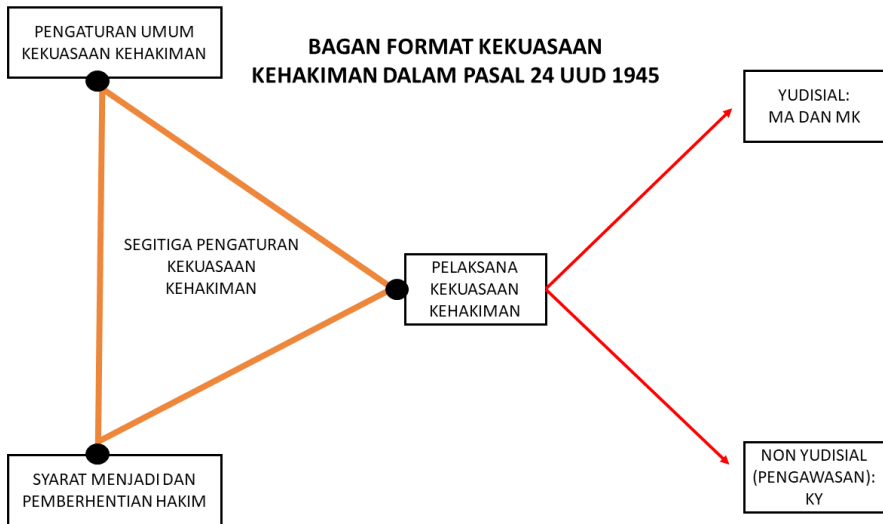 PENGATURAN UMUM
KEKUASAAN KEHAKIMAN
BAGAN FORMAT KEKUASAAN
KEHAKIMAN DALAM PASAL 24 UUD 1945
YUDISIAL:
MA DAN MK
SEGITIGA PENGATURAN
KEKUASAAN
KEHAKIMAN
PELAKSANA
KEKUASAAN
KEHAKIMAN
SYARAT MENJADI DAN
PEMBERHENTIAN HAKIM
NON YUDISIAL
(PENGAWASAN):
KY